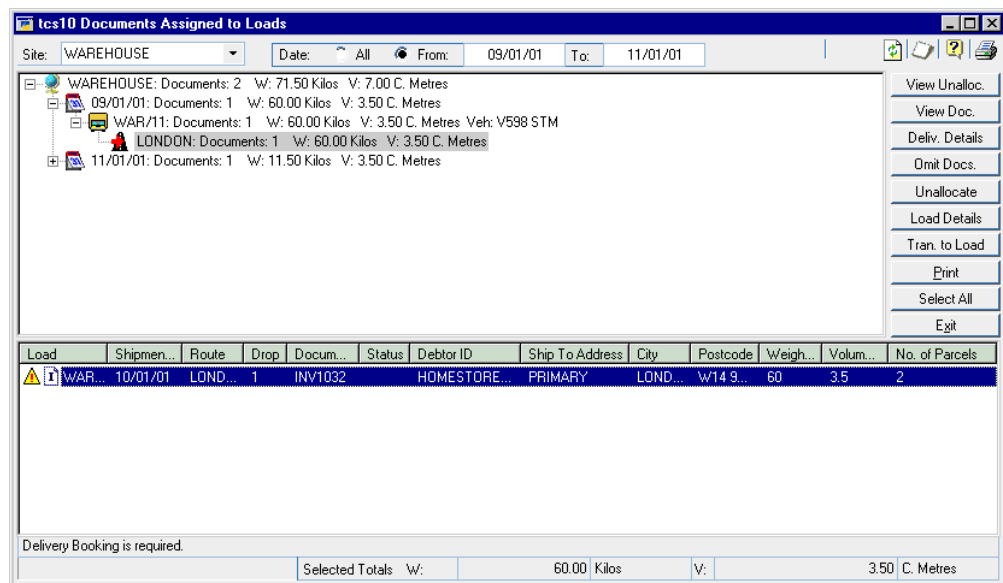 tcs10 Documents Assigned to Loads
Site: WAREHOUSE Date: All From: 09/01/01 To: 11/01/01
WAREHOUSE: Documents: 2 W: 71.50 Kilos V: 7.00 C. Metres
09/01/01: Documents: 1 W: 60.00 Kilos V: 3.50 C. Metres
WAR/11: Documents: 1 W: 60.00 Kilos V: 3.50 C. Metres Veh: V598 STM
LONDON: Documents: 1 W: 60.00 Kilos V: 3.50 C. Metres
11/01/01: Documents: 1 W: 11.50 Kilos V: 3.50 C. Metres
View Unalloc.
View Doc.
Deliv. Details
Omit Docs.
Unallocate
Load Details
Tran. to Load
Print
Select All
Exit
Load Shipmen... Route Drop Docum... Status Debtor ID Ship To Address City Postcode Weigh... Volum... No. of Parcels
WAR... 10/01/01 LOND... 1 INV1032 HOMESTORE... PRIMARY LOND... W14 9... 60 3.5 2
Delivery Booking is required.
Selected Totals W: 60.00 Kilos V: 3.50 C. Metres